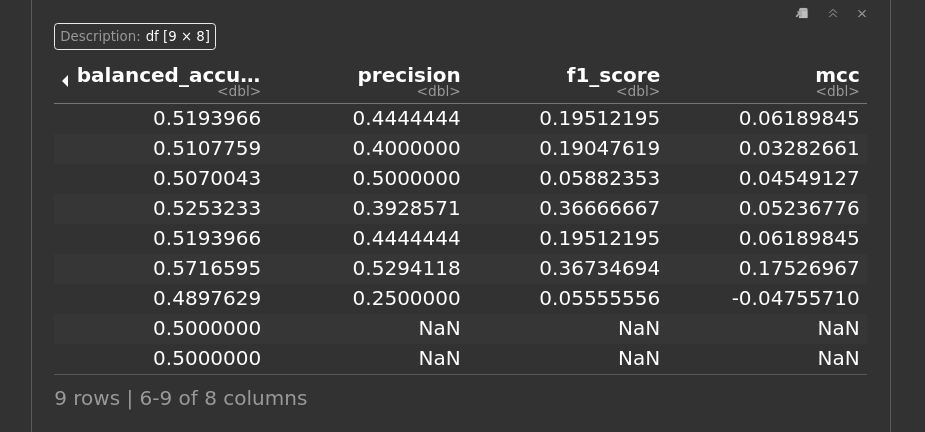 Description: df [9 × 8]
balanced_accu... precision f1_score mcc
<dbl> <dbl> <dbl> <dbl>
0.5193966 0.4444444 0.19512195 0.06189845
0.5107759 0.4000000 0.19047619 0.03282661
0.5070043 0.5000000 0.05882353 0.04549127
0.5253233 0.3928571 0.36666667 0.05236776
0.5193966 0.4444444 0.19512195 0.06189845
0.5716595 0.5294118 0.36734694 0.17526967
0.4897629 0.2500000 0.05555556 -0.04755710
0.5000000 NaN NaN NaN
0.5000000 NaN NaN NaN
9 rows | 6-9 of 8 columns